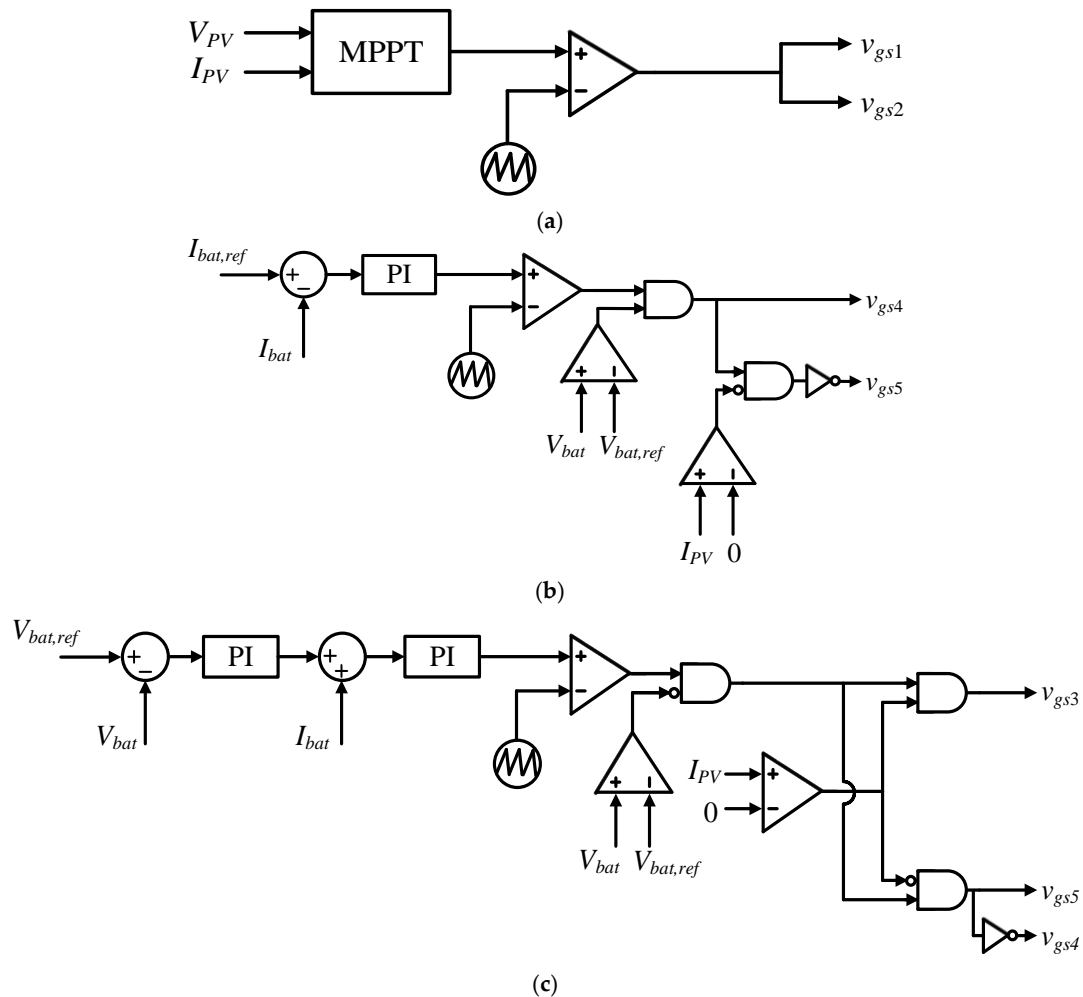 V_PV
I_PV
MPPT
+
−
v_gs1
v_gs2
(a)
I_bat,ref
+
−
PI
I_bat
+
−
+
−
V_bat
V_bat,ref
v_gs4
v_gs5
+
−
I_PV
0
(b)
V_bat,ref
+
−
PI
V_bat
+
+
PI
I_bat
+
−
+
−
V_bat
V_bat,ref
I_PV
0
+
−
v_gs3
v_gs5
v_gs4
(c)